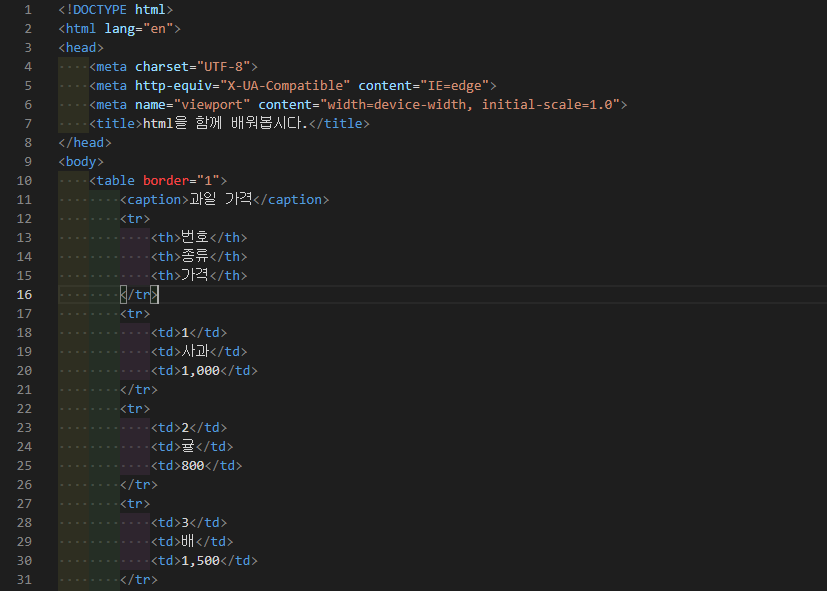 1 <!DOCTYPE html>
2 <html lang="en">
3 <head>
4 <meta charset="UTF-8">
5 <meta http-equiv="X-UA-Compatible" content="IE=edge">
6 <meta name="viewport" content="width=device-width, initial-scale=1.0">
7 <title>html을 함께 배워봅시다.</title>
8 </head>
9 <body>
10 <table border="1">
11 <caption>과일 가격</caption>
12 <tr>
13 <th>번호</th>
14 <th>종류</th>
15 <th>가격</th>
16 </tr>
17 <tr>
18 <td>1</td>
19 <td>사과</td>
20 <td>1,000</td>
21 </tr>
22 <tr>
23 <td>2</td>
24 <td>귤</td>
25 <td>800</td>
26 </tr>
27 <tr>
28 <td>3</td>
29 <td>배</td>
30 <td>1,500</td>
31 </tr>